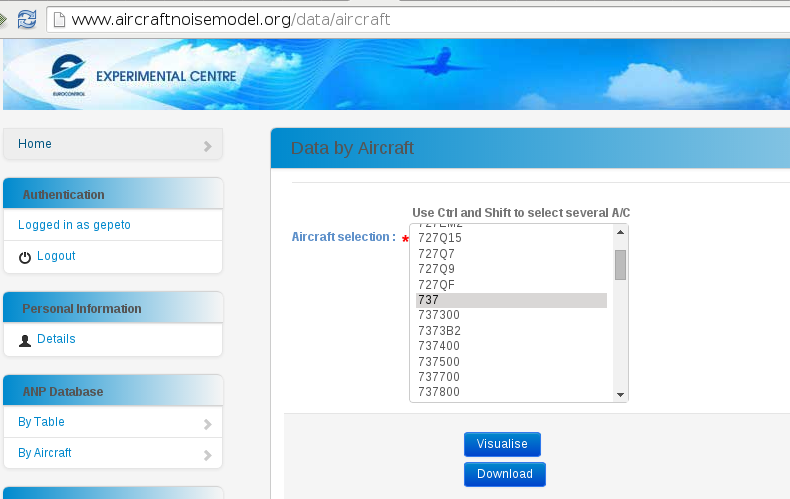 www.aircraftnoisemodel.org/data/aircraft
EXPERIMENTAL CENTRE
EUROCONTROL
Home
Data by Aircraft
Authentication
Logged in as gepeto
Logout
Use Ctrl and Shift to select several A/C
Aircraft selection : *
727EM2
727Q15
727Q7
727Q9
727QF
737
737300
7373B2
737400
737500
737700
737800
Personal Information
Details
ANP Database
By Table
By Aircraft
Visualise
Download